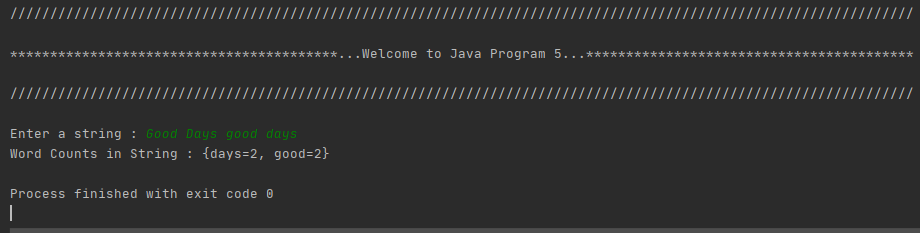 /////////////////////////////////////////////////////////////////////////////////////////////////////////////////
*****************************************...Welcome to Java Program 5...*****************************************
/////////////////////////////////////////////////////////////////////////////////////////////////////////////////
Enter a string : Good Days good days
Word Counts in String : {days=2, good=2}
Process finished with exit code 0